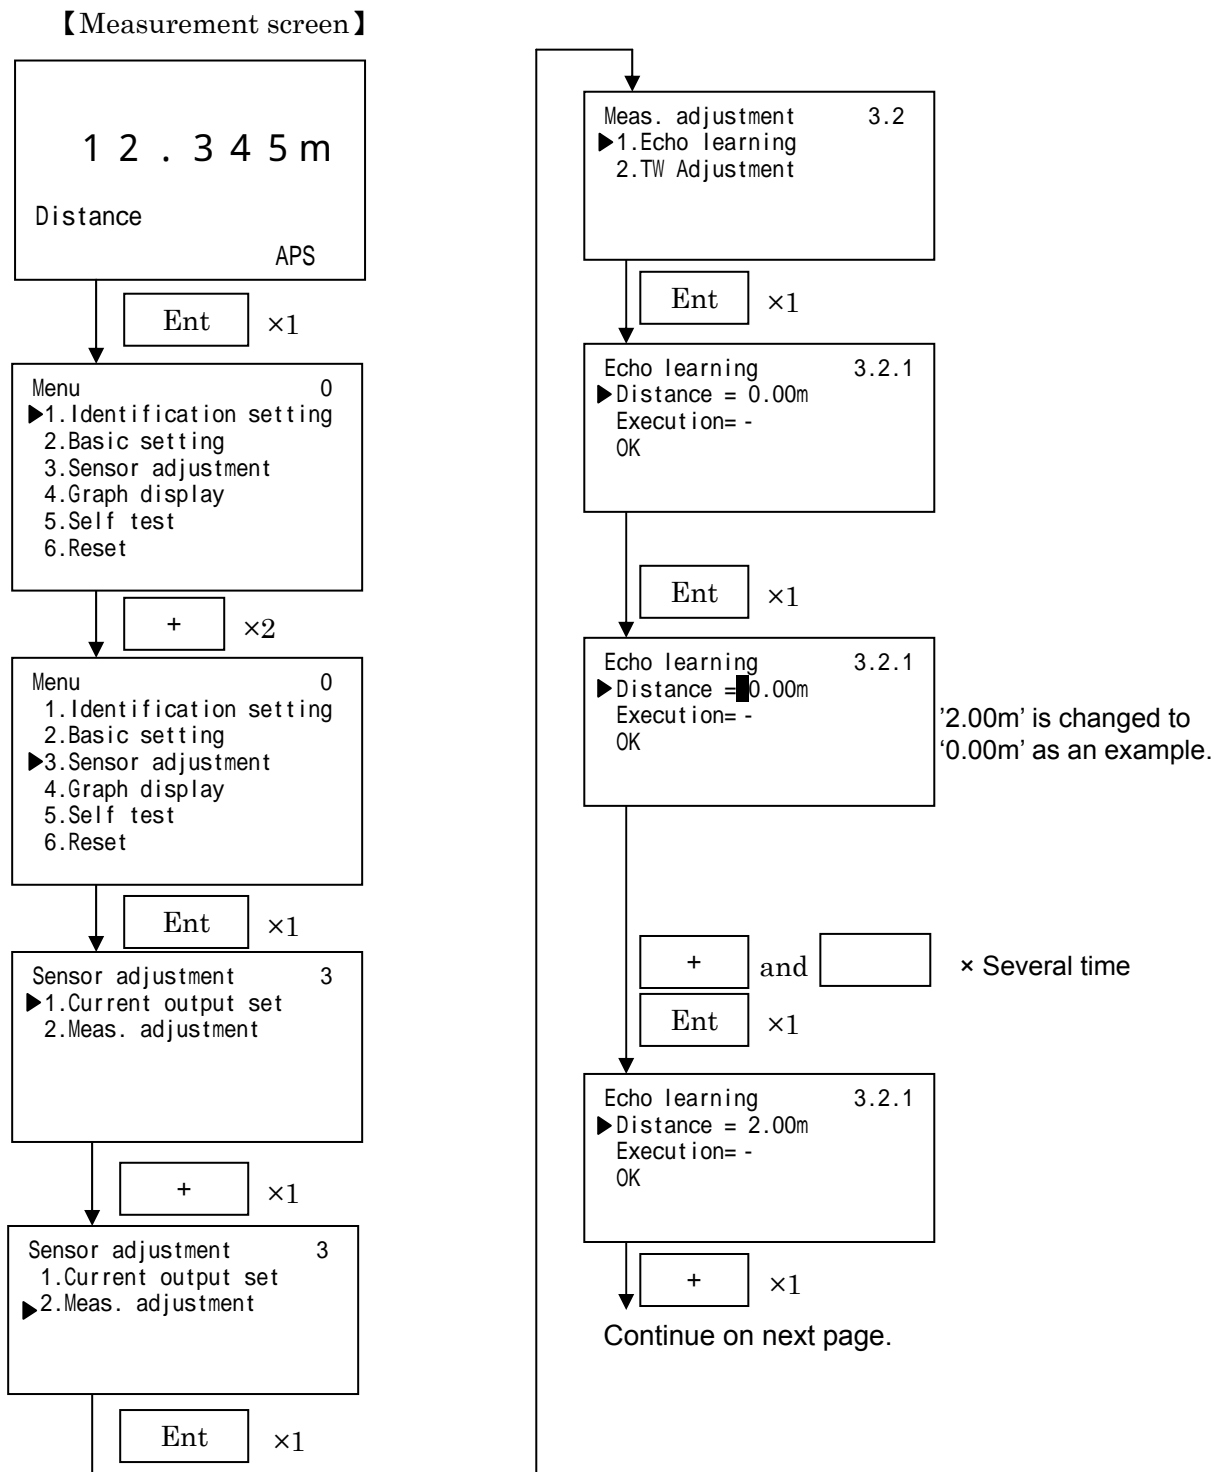 【Measurement screen】
12.345m
Distance
APS
Ent ×1
Menu 0
▶1.Identification setting
2.Basic setting
3.Sensor adjustment
4.Graph display
5.Self test
6.Reset
+ ×2
Menu 0
1.Identification setting
2.Basic setting
▶3.Sensor adjustment
4.Graph display
5.Self test
6.Reset
Ent ×1
Sensor adjustment 3
▶1.Current output set
2.Meas. adjustment
+ ×1
Sensor adjustment 3
1.Current output set
▶2.Meas. adjustment
Ent ×1
Meas. adjustment 3.2
▶1.Echo learning
2.TW Adjustment
Ent ×1
Echo learning 3.2.1
▶Distance = 0.00m
Execution= -
OK
Ent ×1
Echo learning 3.2.1
▶Distance =█0.00m
Execution= -
OK
'2.00m' is changed to
'0.00m' as an example.
+ and × Several time
Ent ×1
Echo learning 3.2.1
▶Distance = 2.00m
Execution= -
OK
+ ×1
Continue on next page.